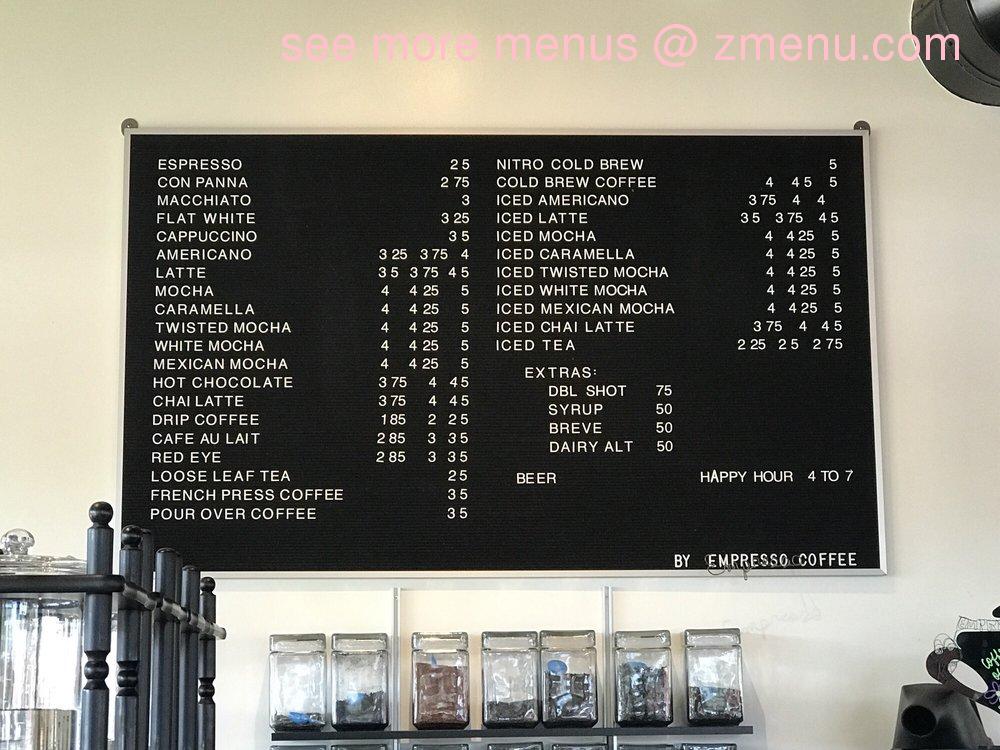 see more menus @ zmenu.com
ESPRESSO 2 5
CON PANNA 2 75
MACCHIATO 3
FLAT WHITE 3 25
CAPPUCCINO 3 5
AMERICANO 3 25 3 75 4
LATTE 3 5 3 75 4 5
MOCHA 4 4 25 5
CARAMELLA 4 4 25 5
TWISTED MOCHA 4 4 25 5
WHITE MOCHA 4 4 25 5
MEXICAN MOCHA 4 4 25 5
HOT CHOCOLATE 3 75 4 4 5
CHAI LATTE 3 75 4 4 5
DRIP COFFEE 1 85 2 2 5
CAFE AU LAIT 2 85 3 3 5
RED EYE 2 85 3 3 5
LOOSE LEAF TEA 2 5
FRENCH PRESS COFFEE 3 5
POUR OVER COFFEE 3 5
NITRO COLD BREW 5
COLD BREW COFFEE 4 4 5 5
ICED AMERICANO 3 75 4 4
ICED LATTE 3 5 3 75 4 5
ICED MOCHA 4 4 25 5
ICED CARAMELLA 4 4 25 5
ICED TWISTED MOCHA 4 4 25 5
ICED WHITE MOCHA 4 4 25 5
ICED MEXICAN MOCHA 4 4 25 5
ICED CHAI LATTE 3 75 4 4 5
ICED TEA 2 25 2 5 2 75
EXTRAS:
DBL SHOT 75
SYRUP 50
BREVE 50
DAIRY ALT 50
BEER HAPPY HOUR 4 TO 7
BY EMPRESSO COFFEE